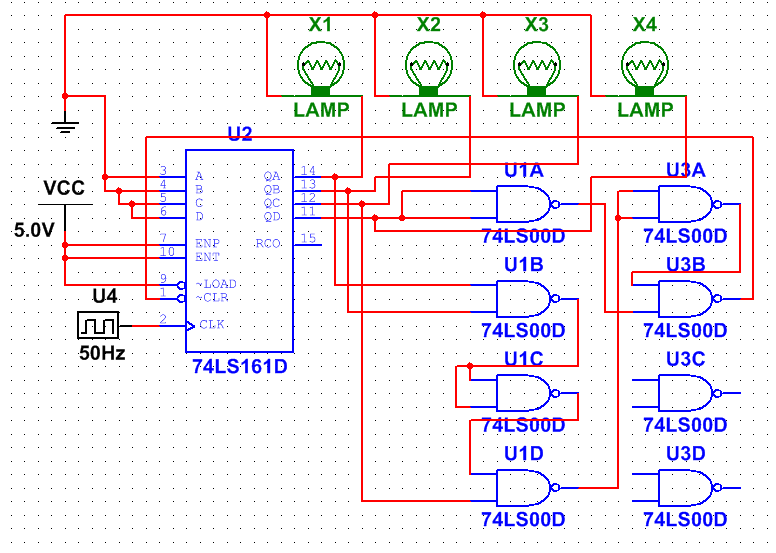 X1 X2 X3 X4
LAMP LAMP LAMP LAMP
U2
3 A QA 14
4 B QB 13
5 C QC 12
6 D QD 11
7 ENP RCO 15
10 ENT
9 ~LOAD
1 ~CLR
2 CLK
74LS161D
VCC
5.0V
U4
50Hz
U1A
74LS00D
U3A
74LS00D
U1B
74LS00D
U3B
74LS00D
U1C
74LS00D
U3C
74LS00D
U1D
74LS00D
U3D
74LS00D